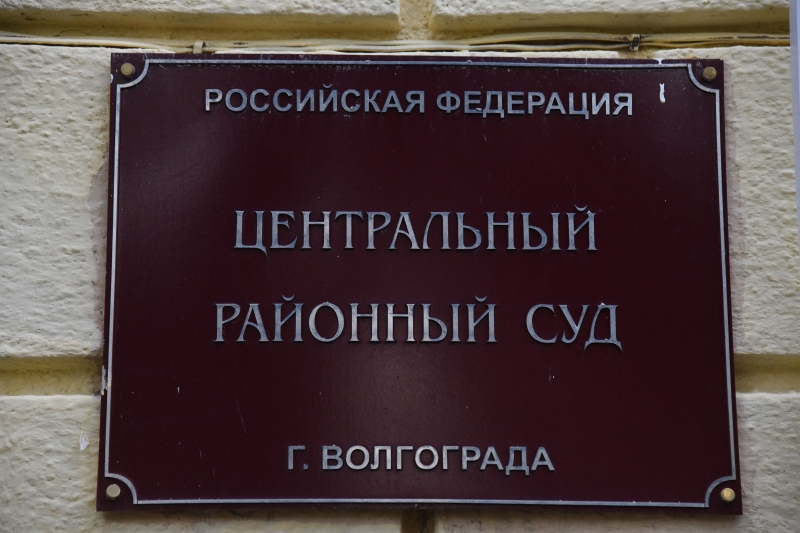 РОССИЙСКАЯ ФЕДЕРАЦИЯ
ЦЕНТРАЛЬНЫЙ
РАЙОННЫЙ СУД
Г. ВОЛГОГРАДА